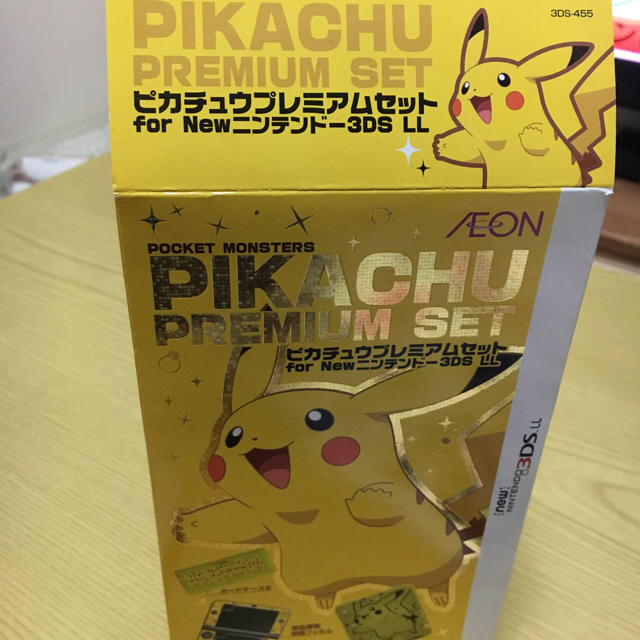 3DS-455
PIKACHU
PREMIUM SET
ピカチュウプレミアムセット
for Newニンテンドー3DS LL
ÆON
POCKET MONSTERS
PIKACHU
PREMIUM SET
ピカチュウプレミアムセット
for Newニンテンドー3DS LL
new
NINTENDO3DS LL
カードケース6